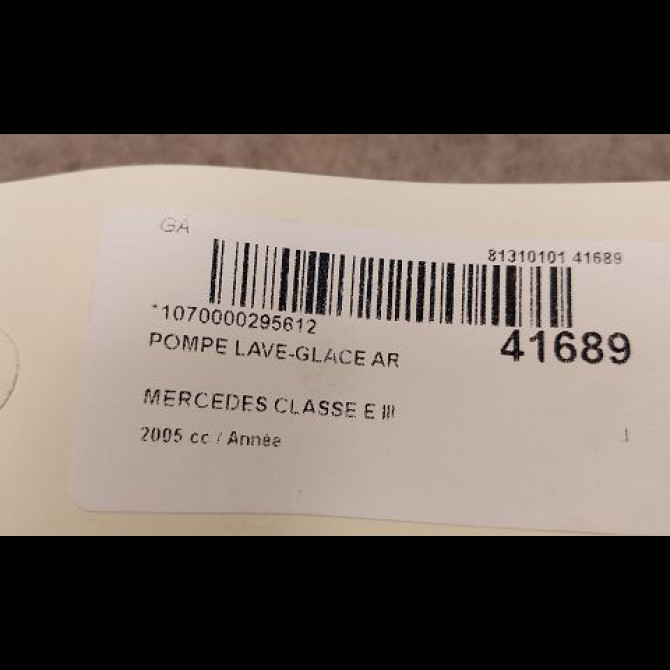 GA
81310101 41689
*1070000295612
41689
POMPE LAVE-GLACE AR
MERCEDES CLASSE E III
2005 cc / Année